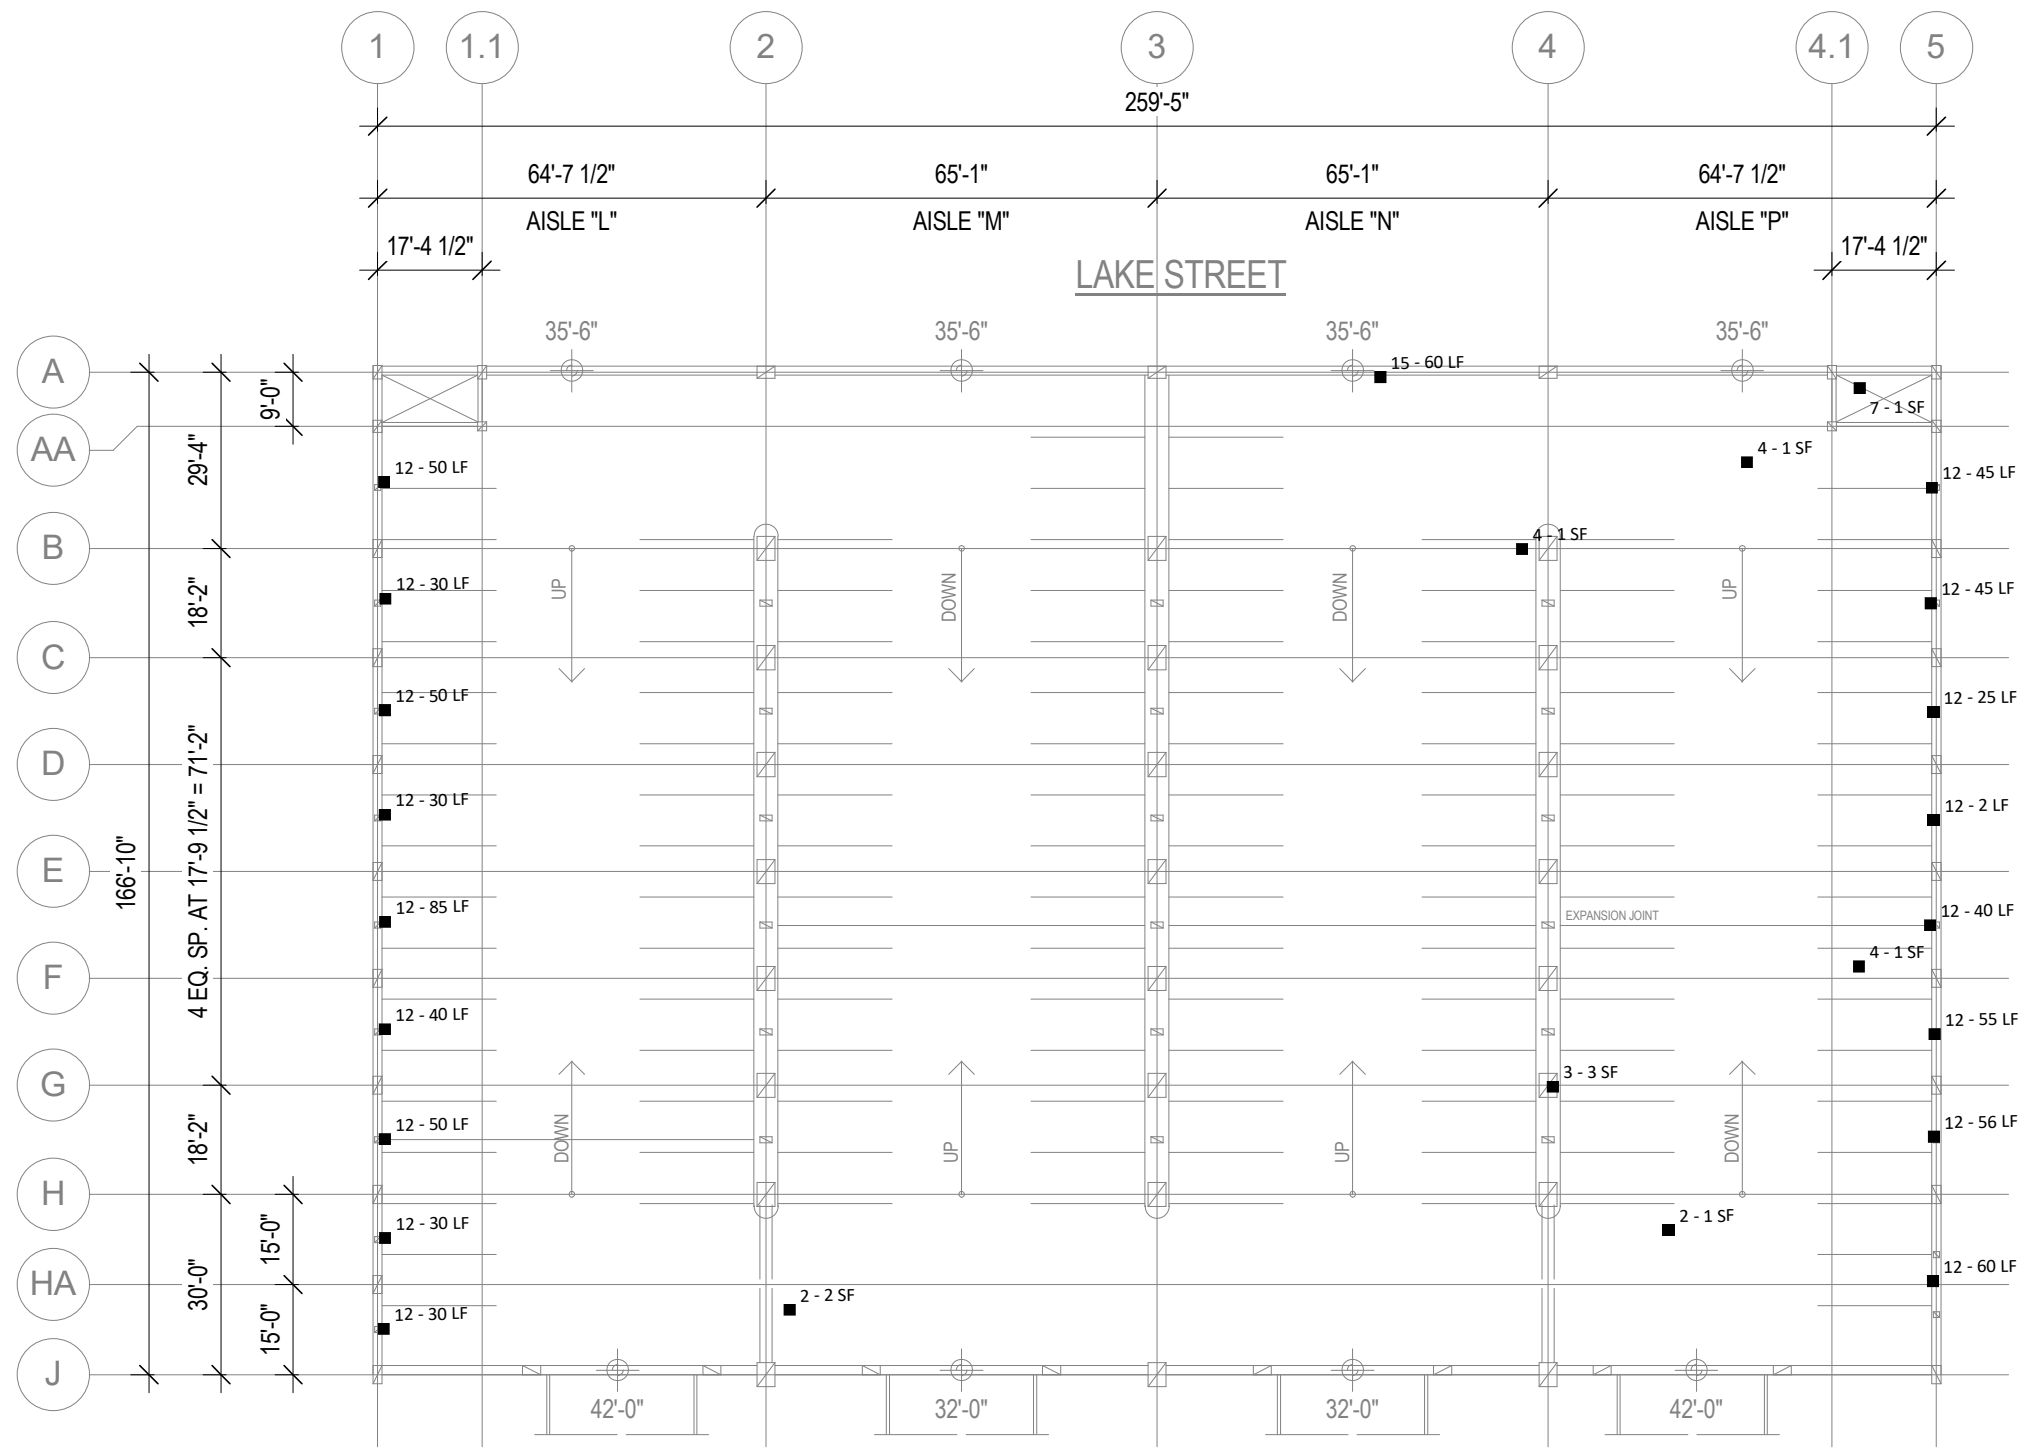 1 1.1 2 3 4 4.1 5
259'-5"
64'-7 1/2" 65'-1" 65'-1" 64'-7 1/2"
AISLE "L" AISLE "M" AISLE "N" AISLE "P"
17'-4 1/2" 17'-4 1/2"
LAKE STREET
35'-6" 35'-6" 35'-6" 35'-6"
15 - 60 LF
A
9'-0"
7 - 1 SF
AA
29'-4"
4 - 1 SF
12 - 50 LF
12 - 45 LF
B
4 - 1 SF
12 - 30 LF
12 - 45 LF
18'-2"
UP DOWN DOWN UP
C
12 - 50 LF
12 - 25 LF
D
12 - 30 LF
12 - 2 LF
4 EQ. SP. AT 17'-9 1/2" = 71'-2"
166'-10"
E
12 - 85 LF
EXPANSION JOINT
12 - 40 LF
4 - 1 SF
F
12 - 40 LF
12 - 55 LF
G
3 - 3 SF
12 - 50 LF
12 - 56 LF
18'-2"
DOWN UP UP DOWN
H
2 - 1 SF
12 - 30 LF
15'-0"
12 - 60 LF
HA
30'-0"
2 - 2 SF
12 - 30 LF
15'-0"
J
42'-0" 32'-0" 32'-0" 42'-0"